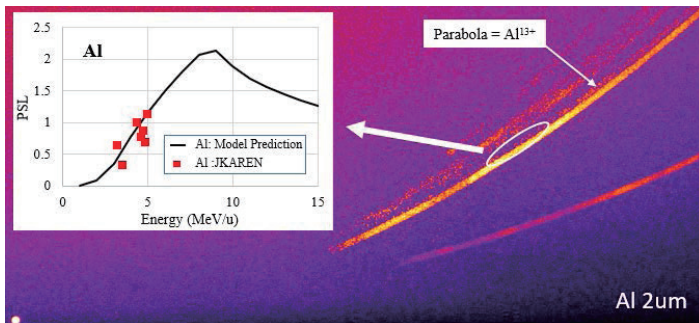 Al
PSL
2.5
2
1.5
1
0.5
0
Al: Model Prediction
Al :JKAREN
0 5 10 15
Energy (MeV/u)
Parabola = Al¹³⁺
Al 2um